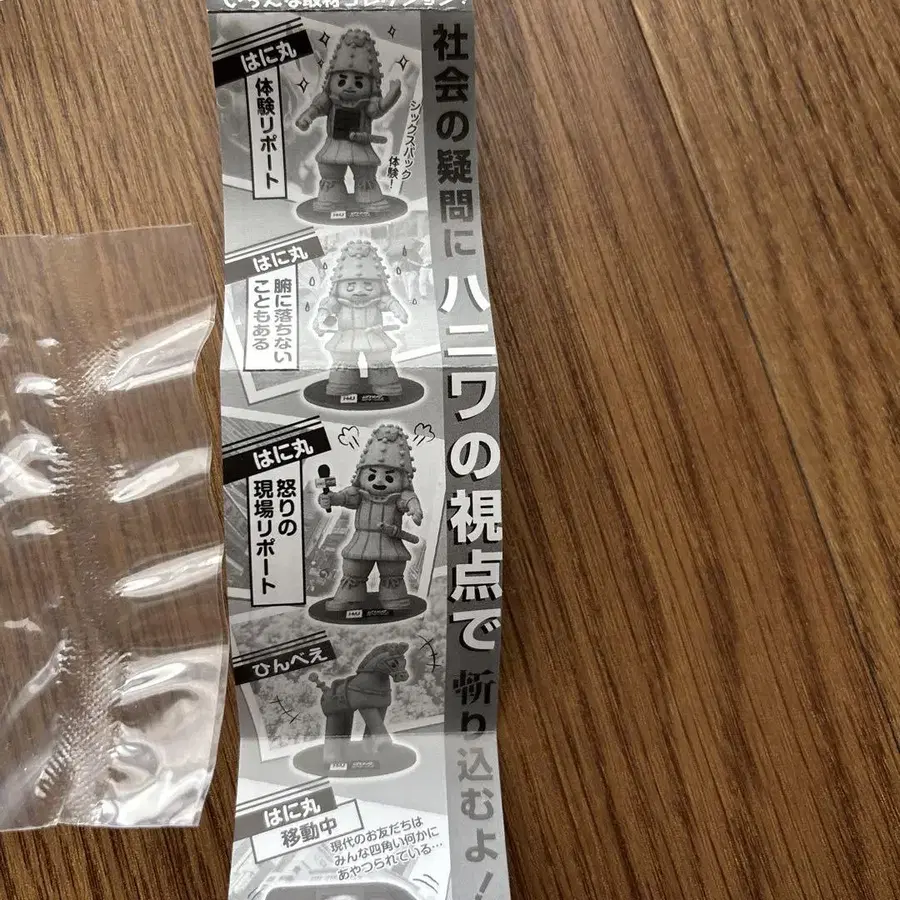 いろんな取材コレクション!
社会の疑問に
ハニワの視点で
斬り込むよ!
はに丸
体験リポート
シックスパック
体験!
はに丸
腑に落ちない
こともある
はに丸
怒りの
現場リポート
ひんべえ
はに丸
移動中
現代のお友だちは
みんな四角い何かに
あやつられている…